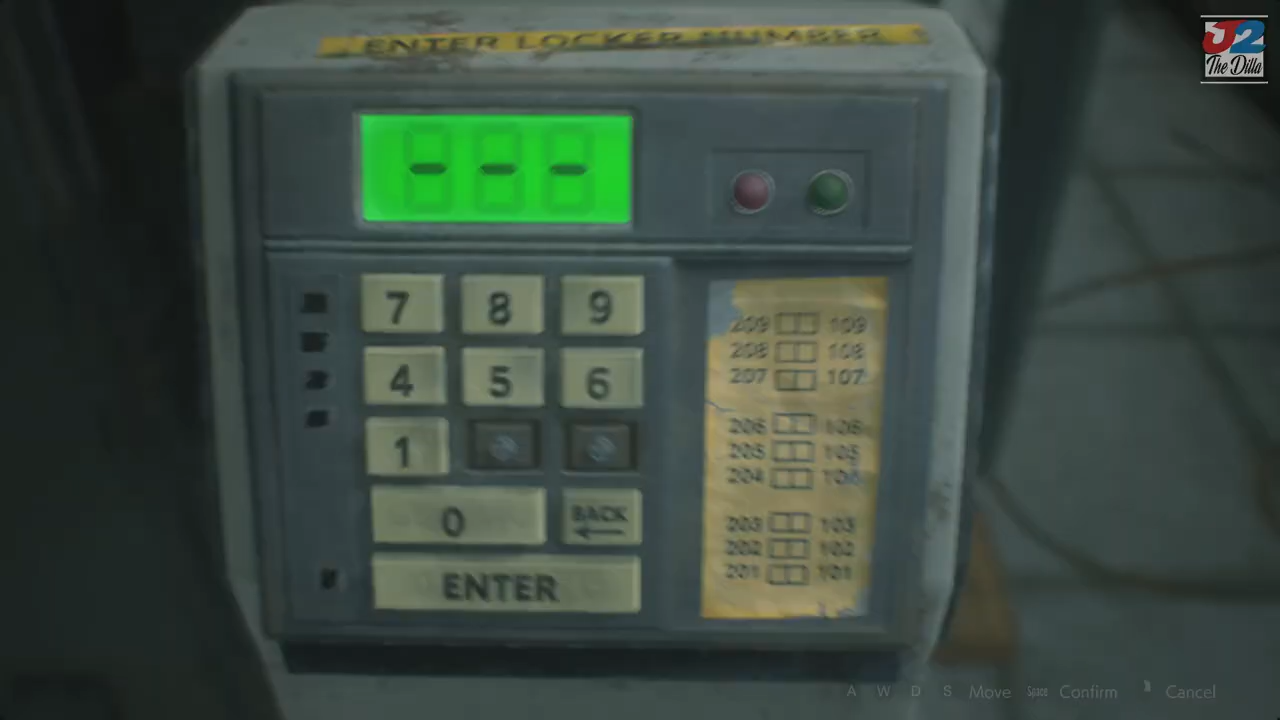 ENTER LOCKER NUMBER
J2
The Dilla
- - -
7 8 9
4 5 6
1
0 BACK
ENTER
209 109
208 108
207 107
206 106
205 105
204 104
203 103
202 102
201 101
A W D S Move Space Confirm Cancel